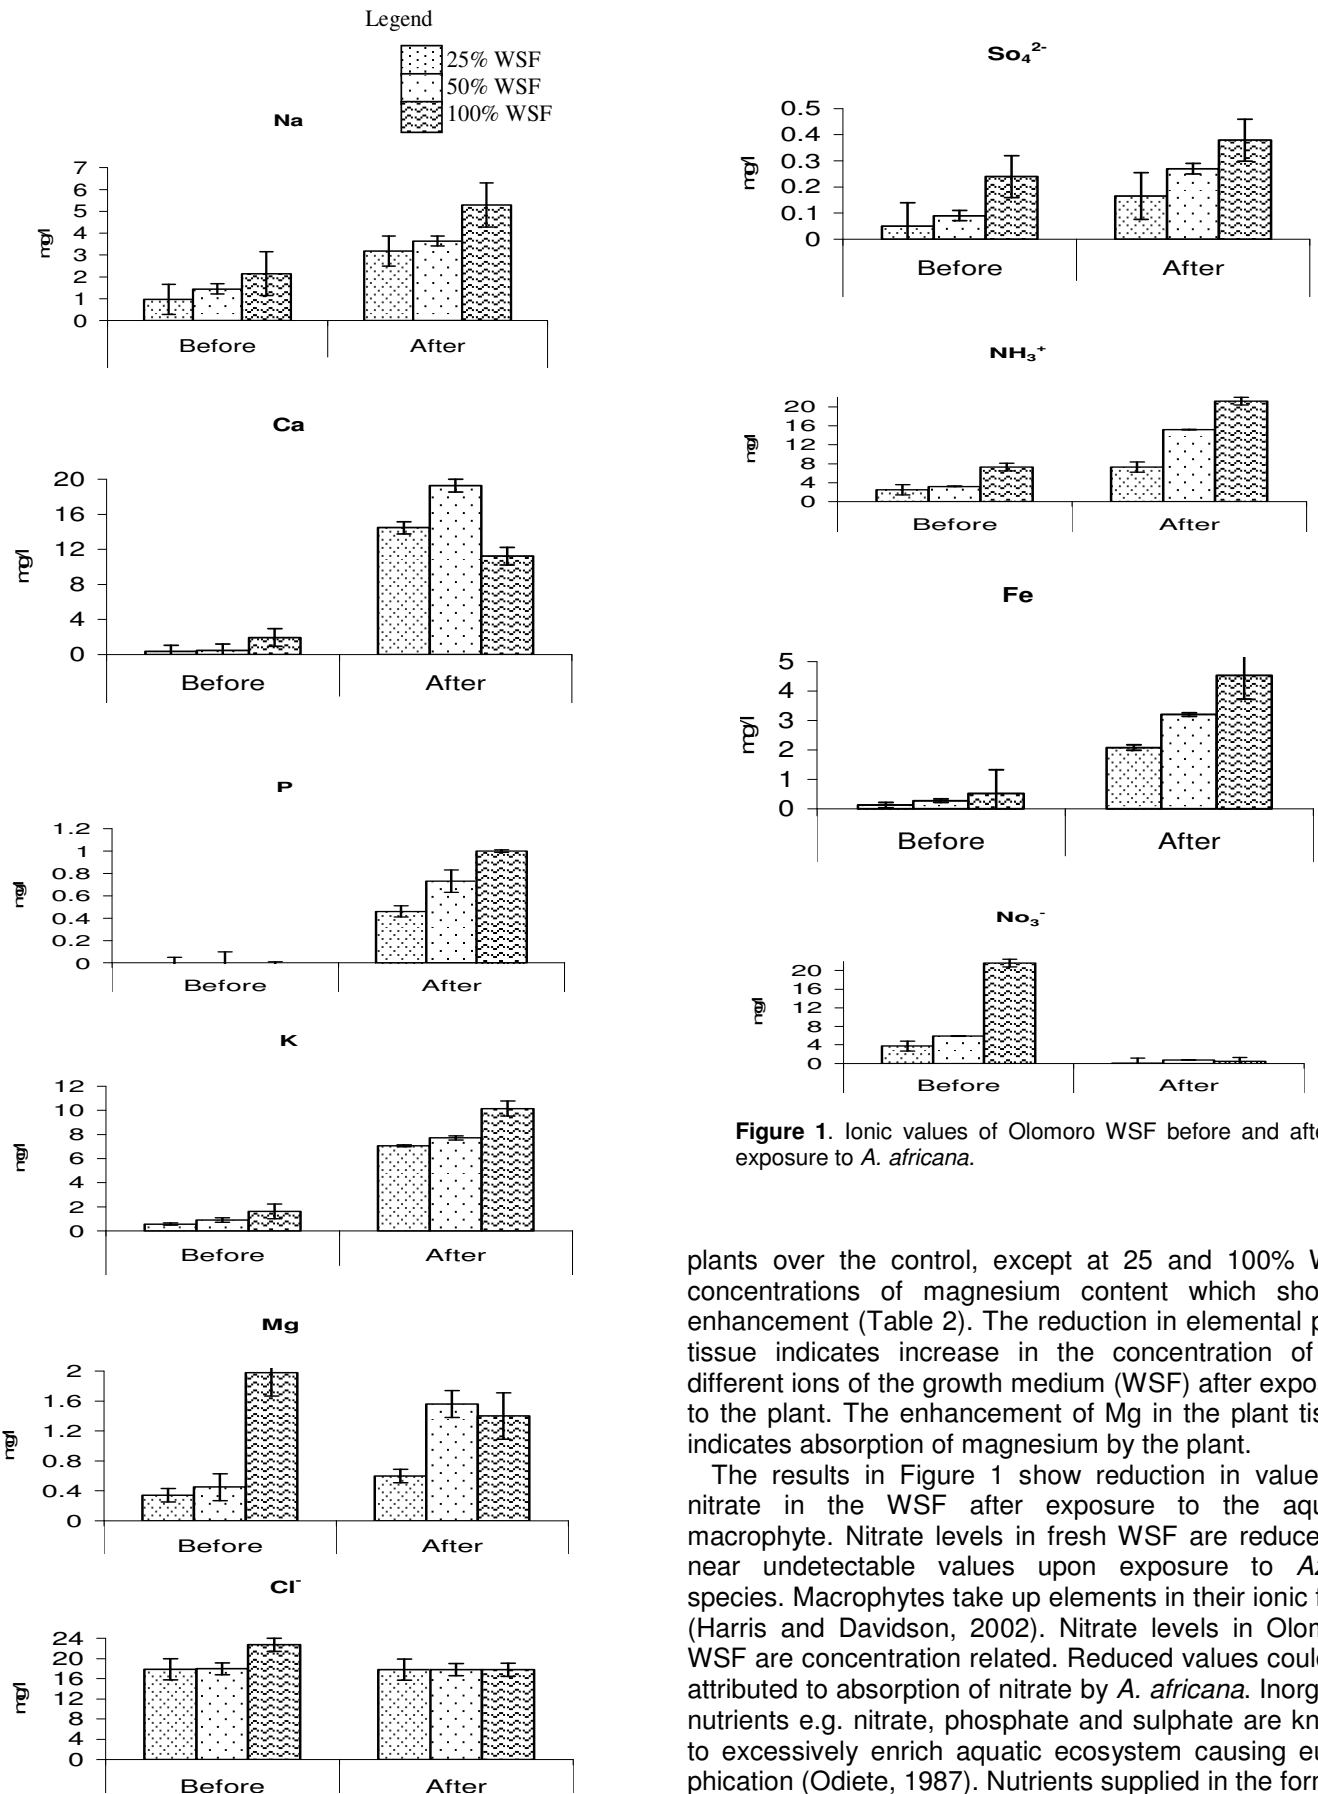 Legend
25% WSF
50% WSF
100% WSF
Na
7
6
5
4
3
2
1
0
mg/l
Before After
Ca
20
16
12
8
4
0
mg/l
Before After
P
1.2
1
0.8
0.6
0.4
0.2
0
mg/l
Before After
K
12
10
8
6
4
2
0
mg/l
Before After
Mg
2
1.6
1.2
0.8
0.4
0
mg/l
Before After
Cl-
24
20
16
12
8
4
0
mg/l
Before After
So₄²⁻
0.5
0.4
0.3
0.2
0.1
0
mg/l
Before After
NH₃⁺
20
16
12
8
4
0
mg/l
Before After
Fe
5
4
3
2
1
0
mg/l
Before After
No₃⁻
20
16
12
8
4
0
mg/l
Before After
Figure 1. Ionic values of Olomoro WSF before and afte
exposure to A. africana.
plants over the control, except at 25 and 100% W
concentrations of magnesium content which sho
enhancement (Table 2). The reduction in elemental p
tissue indicates increase in the concentration of
different ions of the growth medium (WSF) after expos
to the plant. The enhancement of Mg in the plant tis
indicates absorption of magnesium by the plant.
The results in Figure 1 show reduction in value
nitrate in the WSF after exposure to the aqu
macrophyte. Nitrate levels in fresh WSF are reduce
near undetectable values upon exposure to Az
species. Macrophytes take up elements in their ionic f
(Harris and Davidson, 2002). Nitrate levels in Olon
WSF are concentration related. Reduced values could
attributed to absorption of nitrate by A. africana. Inorg
nutrients e.g. nitrate, phosphate and sulphate are kn
to excessively enrich aquatic ecosystem causing eu
phication (Odiete, 1987). Nutrients supplied in the forn